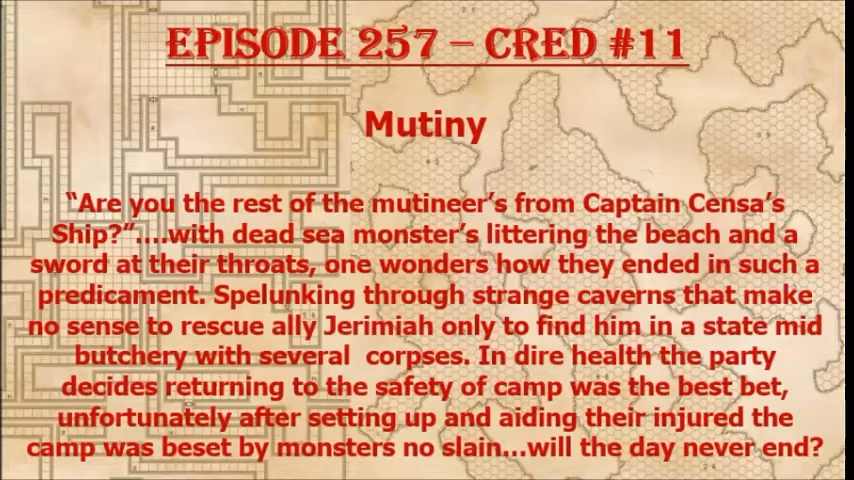 EPISODE 257 – CRED #11
Mutiny
“Are you the rest of the mutineer’s from Captain Censa’s
Ship?”....with dead sea monster’s littering the beach and a
sword at their throats, one wonders how they ended in such a
predicament. Spelunking through strange caverns that make
no sense to rescue ally Jerimiah only to find him in a state mid
butchery with several  corpses. In dire health the party
decides returning to the safety of camp was the best bet,
unfortunately after setting up and aiding their injured the
camp was beset by monsters no slain...will the day never end?